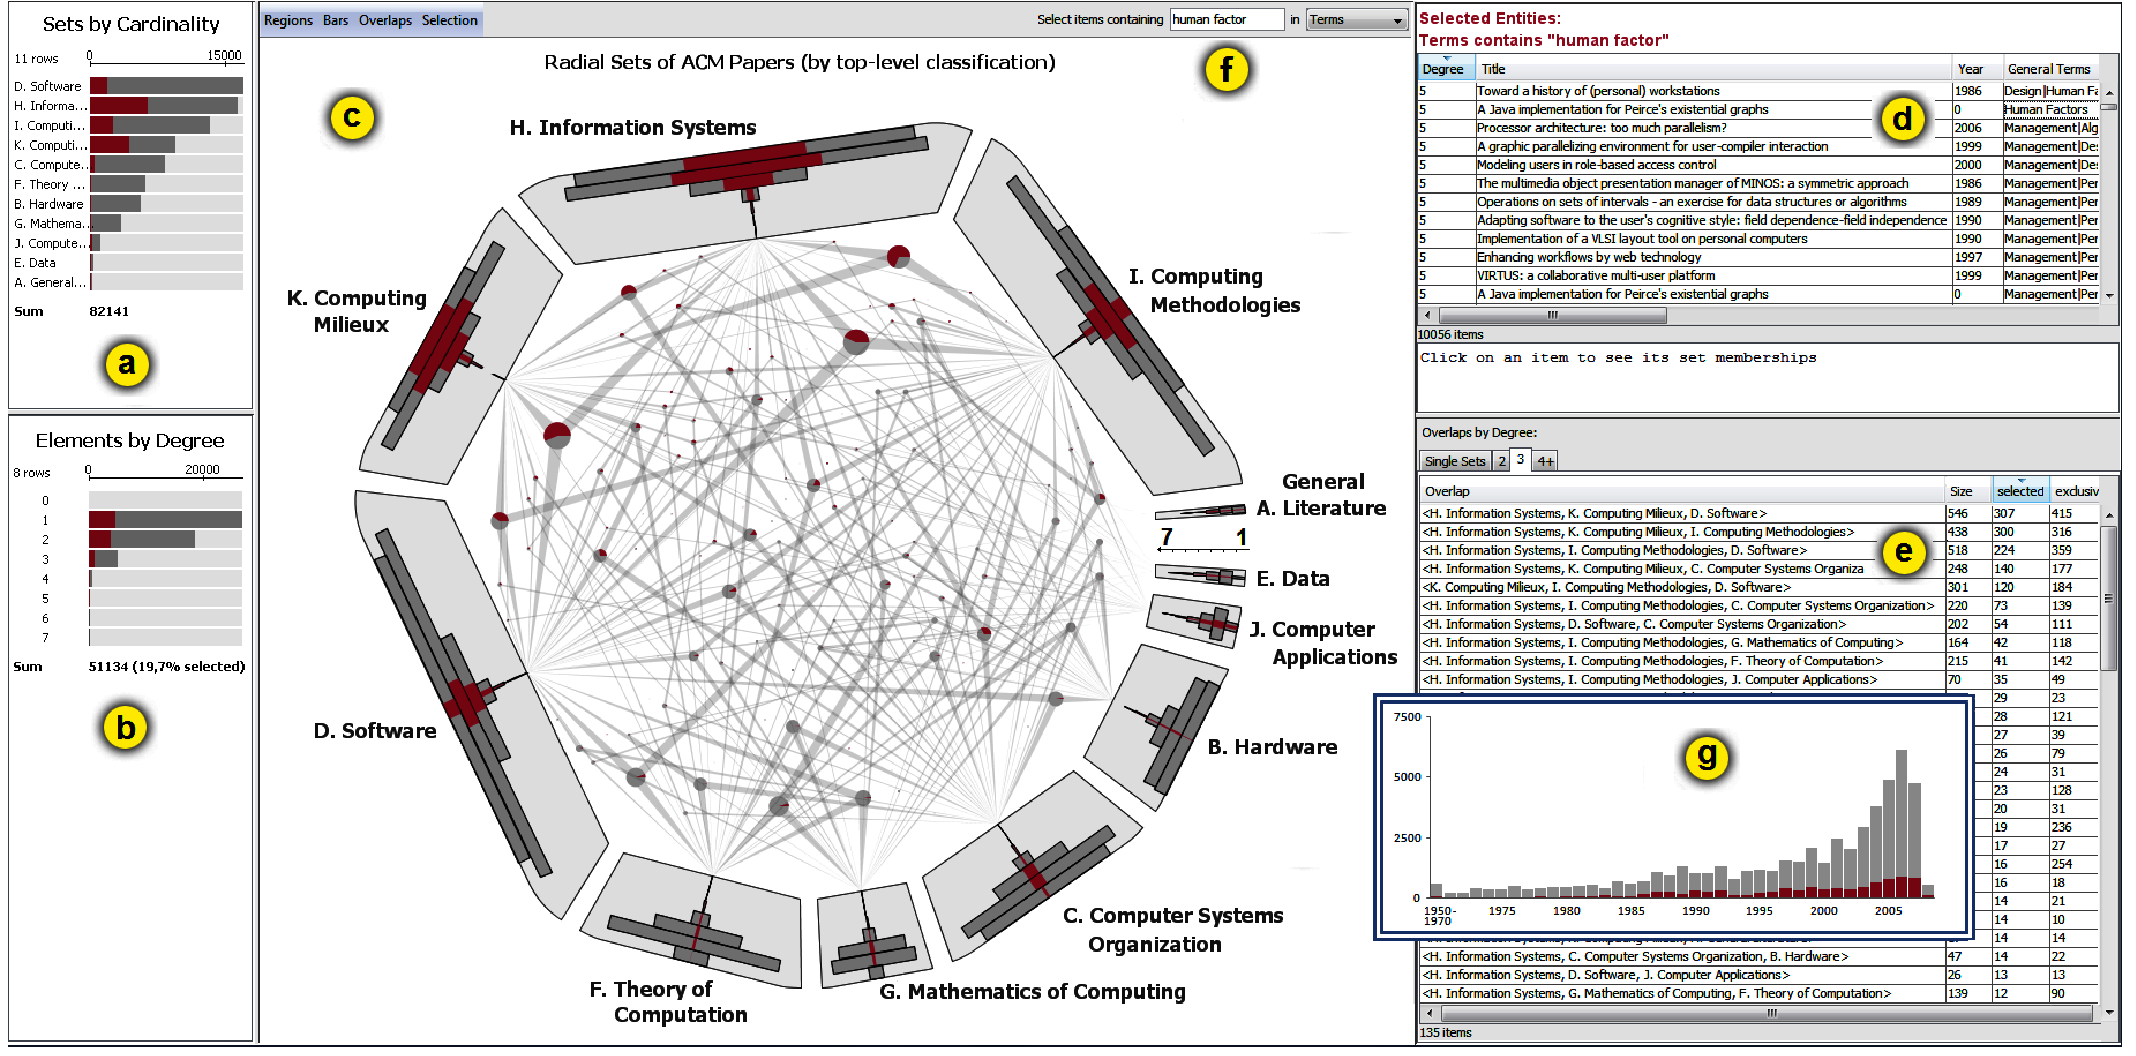 Sets by Cardinality
11 rows
0
15000
D. Software
H. Informa...
I. Computi...
K. Computi...
C. Compute...
F. Theory ...
B. Hardware
G. Mathema...
J. Compute...
E. Data
A. General...
Sum 82141
a
Elements by Degree
8 rows
0
20000
0
1
2
3
4
5
6
7
Sum 51134 (19,7% selected)
b
Regions Bars Overlaps Selection
Select items containing human factor in Terms
Radial Sets of ACM Papers (by top-level classification)
c
f
H. Information Systems
I. Computing
Methodologies
K. Computing
Milieux
General
A. Literature
7 1
E. Data
J. Computer
Applications
D. Software
B. Hardware
C. Computer Systems
Organization
F. Theory of
Computation
G. Mathematics of Computing
Selected Entities:
Terms contains "human factor"
Degree Title Year General Terms
5 Toward a history of (personal) workstations 1986 Design|Human Fa
5 A Java implementation for Peirce's existential graphs 0 Human Factors
5 Processor architecture: too much parallelism? 2006 Management|Alg
5 A graphic parallelizing environment for user-compiler interaction 1999 Management|De
5 Modeling users in role-based access control 2000 Management|De
5 The multimedia object presentation manager of MINOS: a symmetric approach 1986 Management|Per
5 Operations on sets of intervals - an exercise for data structures or algorithms 1989 Management|Per
5 Adapting software to the user's cognitive style: field dependence-field independence 1990 Management|Per
5 Implementation of a VLSI layout tool on personal computers 1990 Management|Per
5 Enhancing workflows by web technology 1997 Management|Per
5 VIRTUS: a collaborative multi-user platform 1999 Management|Per
5 A Java implementation for Peirce's existential graphs 0 Management|Per
d
10056 items
Click on an item to see its set memberships
Overlaps by Degree:
Single Sets 2 3 4+
Overlap Size selected exclusiv
<H. Information Systems, K. Computing Milieux, D. Software> 546 307 415
<H. Information Systems, K. Computing Milieux, I. Computing Methodologies> 438 300 316
<H. Information Systems, I. Computing Methodologies, D. Software> 518 224 359
<H. Information Systems, K. Computing Milieux, C. Computer Systems Organiza 248 140 177
<K. Computing Milieux, I. Computing Methodologies, D. Software> 301 120 184
<H. Information Systems, I. Computing Methodologies, C. Computer Systems Organization> 220 73 139
<H. Information Systems, D. Software, C. Computer Systems Organization> 202 54 111
<H. Information Systems, I. Computing Methodologies, G. Mathematics of Computing> 164 42 118
<H. Information Systems, I. Computing Methodologies, F. Theory of Computation> 215 41 142
<H. Information Systems, I. Computing Methodologies, J. Computer Applications> 70 35 49
29 23
28 121
27 39
26 79
24 31
23 128
20 31
19 236
17 27
16 254
16 18
14 21
14 10
14 14
<H. Information Systems, C. Computer Systems Organization, B. Hardware> 47 14 22
<H. Information Systems, D. Software, J. Computer Applications> 26 13 13
<H. Information Systems, G. Mathematics of Computing, F. Theory of Computation> 139 12 90
135 items
e
g
7500
5000
2500
0
1950-
1970
1975
1980
1985
1990
1995
2000
2005